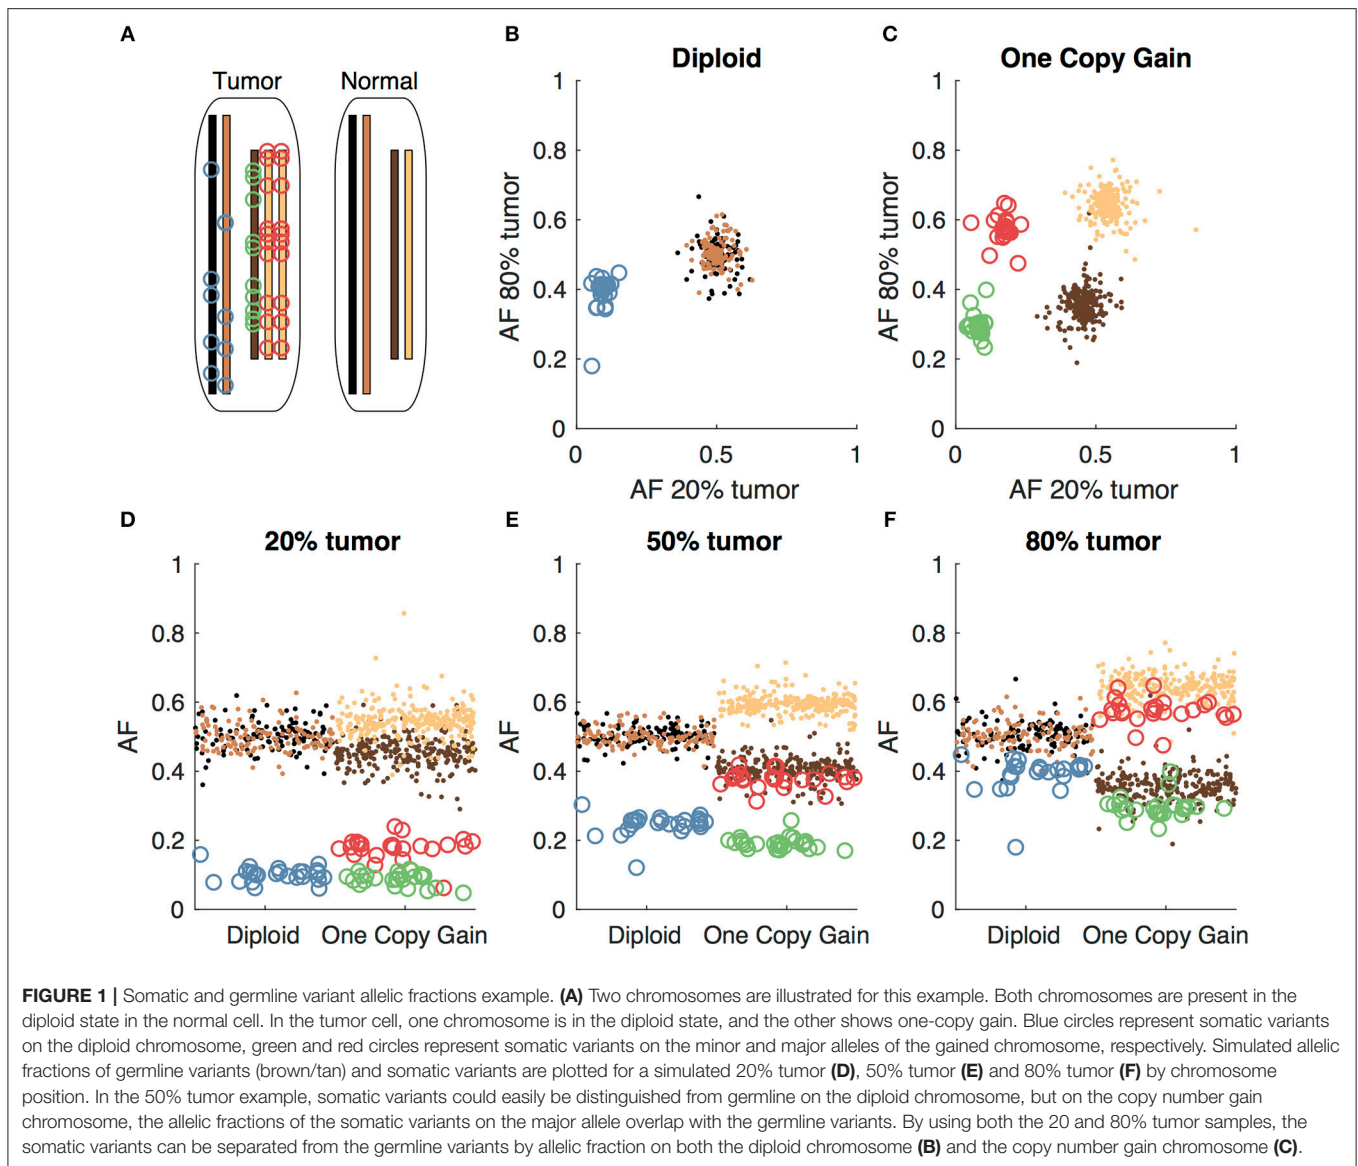 A
Tumor
Normal
B
Diploid
1
0.8
0.6
0.4
0.2
0
AF 80% tumor
0
0.5
1
AF 20% tumor
C
One Copy Gain
1
0.8
0.6
0.4
0.2
0
AF 80% tumor
0
0.5
1
AF 20% tumor
D
20% tumor
1
0.8
0.6
0.4
0.2
0
AF
Diploid
One Copy Gain
E
50% tumor
1
0.8
0.6
0.4
0.2
0
AF
Diploid
One Copy Gain
F
80% tumor
1
0.8
0.6
0.4
0.2
0
AF
Diploid
One Copy Gain
FIGURE 1 | Somatic and germline variant allelic fractions example. (A) Two chromosomes are illustrated for this example. Both chromosomes are present in the
diploid state in the normal cell. In the tumor cell, one chromosome is in the diploid state, and the other shows one-copy gain. Blue circles represent somatic variants
on the diploid chromosome, green and red circles represent somatic variants on the minor and major alleles of the gained chromosome, respectively. Simulated allelic
fractions of germline variants (brown/tan) and somatic variants are plotted for a simulated 20% tumor (D), 50% tumor (E) and 80% tumor (F) by chromosome
position. In the 50% tumor example, somatic variants could easily be distinguished from germline on the diploid chromosome, but on the copy number gain
chromosome, the allelic fractions of the somatic variants on the major allele overlap with the germline variants. By using both the 20 and 80% tumor samples, the
somatic variants can be separated from the germline variants by allelic fraction on both the diploid chromosome (B) and the copy number gain chromosome (C).